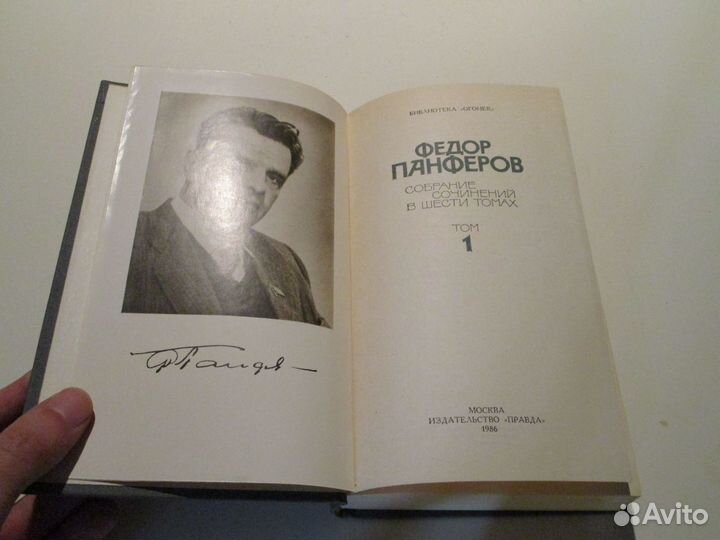 БИБЛИОТЕКА «ОГОНЕК»
ФЕДОР
ПАНФЕРОВ
СОБРАНИЕ
СОЧИНЕНИЙ
В ШЕСТИ ТОМАХ
ТОМ
1
МОСКВА
ИЗДАТЕЛЬСТВО «ПРАВДА»
1986
Avito